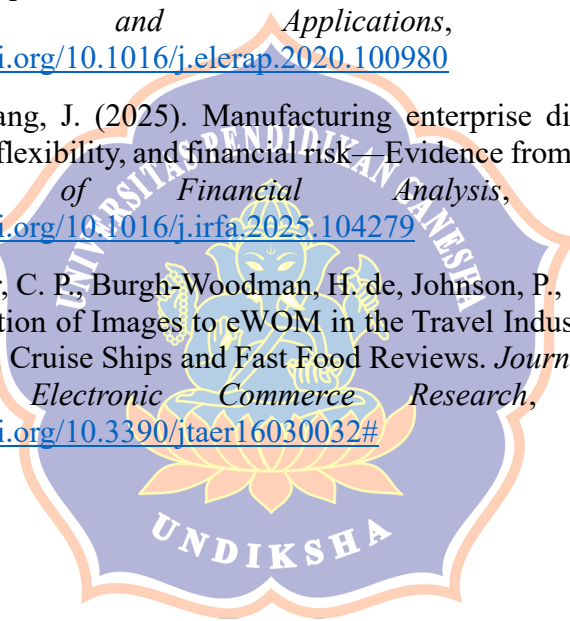 and Applications,
i.org/10.1016/j.elerap.2020.100980
ang, J. (2025). Manufacturing enterprise di
flexibility, and financial risk—Evidence from
of Financial Analysis,
i.org/10.1016/j.irfa.2025.104279
, C. P., Burgh-Woodman, H. de, Johnson, P.,
tion of Images to eWOM in the Travel Indus
Cruise Ships and Fast Food Reviews. Journ
Electronic Commerce Research,
i.org/10.3390/jtaer16030032#
UNIVERSITAS PENDIDIKAN GANESHA
UNDIKSHA